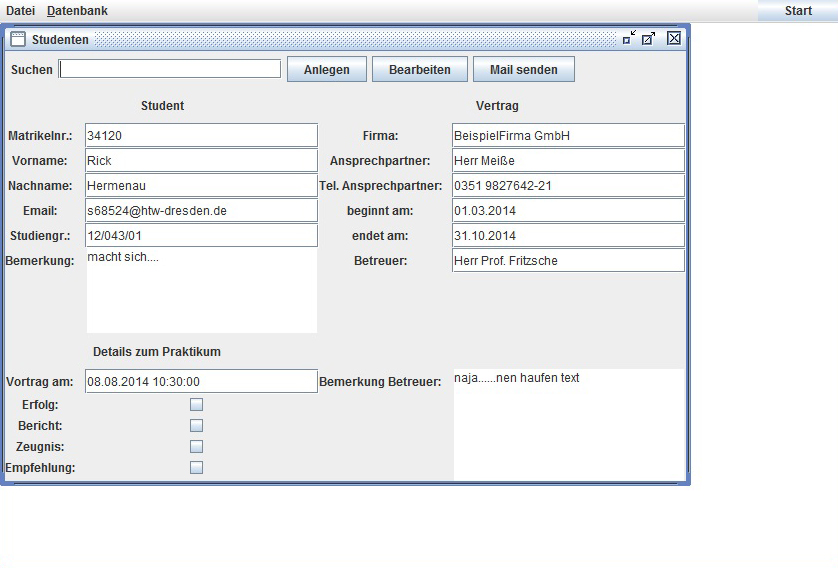 Datei Datenbank Start
Studenten
Suchen Anlegen Bearbeiten Mail senden
Student Vertrag
Matrikelnr.: 34120 Firma: BeispielFirma GmbH
Vorname: Rick Ansprechpartner: Herr Meiße
Nachname: Hermenau Tel. Ansprechpartner: 0351 9827642-21
Email: s68524@htw-dresden.de beginnt am: 01.03.2014
Studiengr.: 12/043/01 endet am: 31.10.2014
Bemerkung: macht sich.... Betreuer: Herr Prof. Fritzsche
Details zum Praktikum
Vortrag am: 08.08.2014 10:30:00 Bemerkung Betreuer: naja......nen haufen text
Erfolg:
Bericht:
Zeugnis:
Empfehlung: